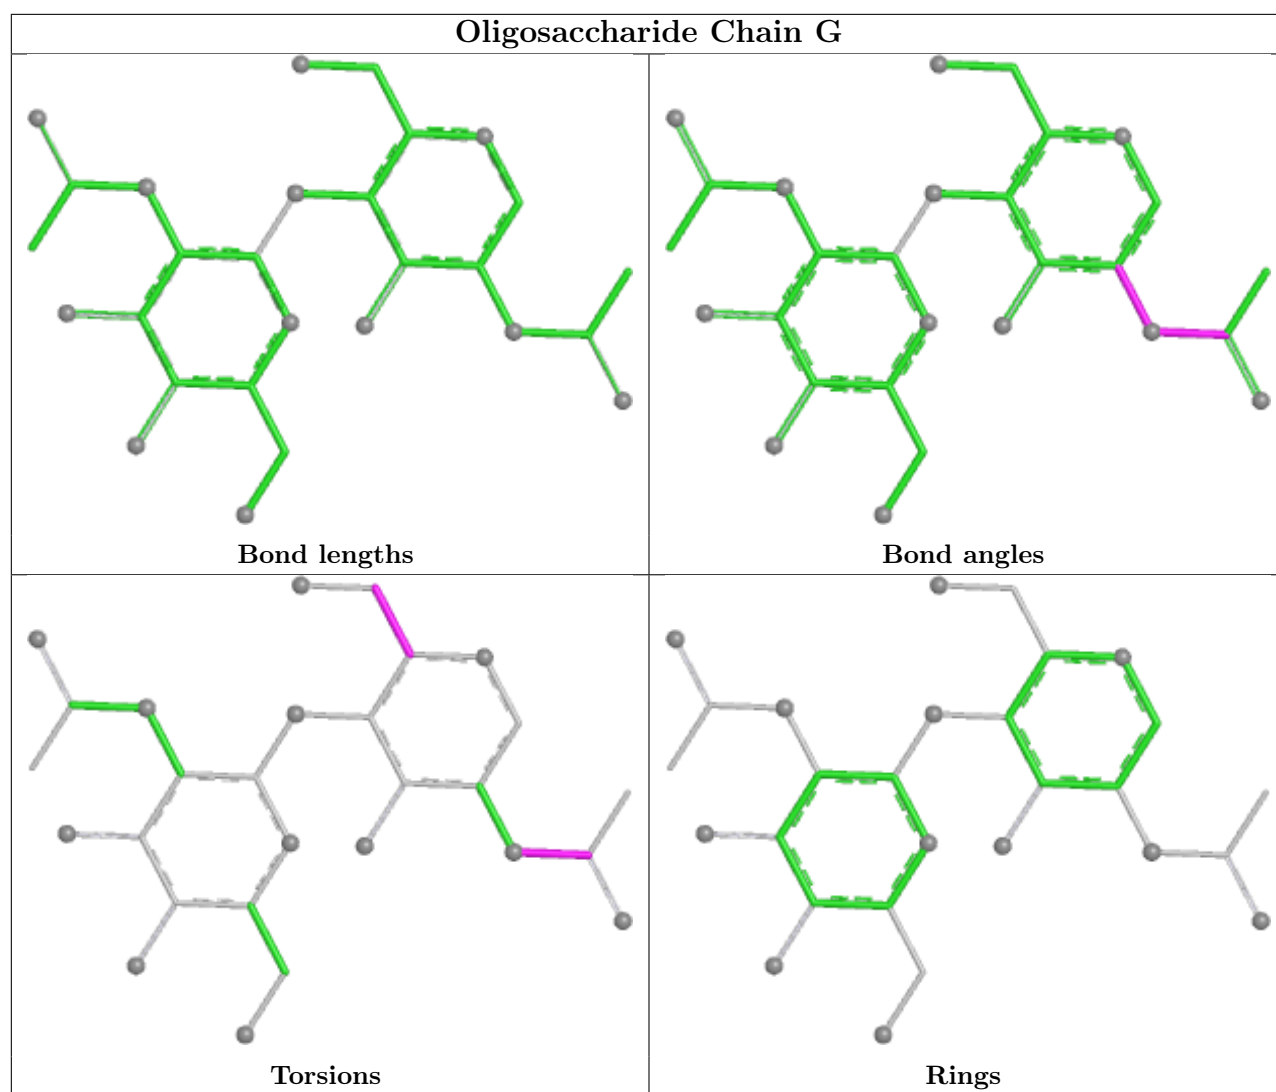 Oligosaccharide Chain G
Bond lengths
Bond angles
Torsions
Rings